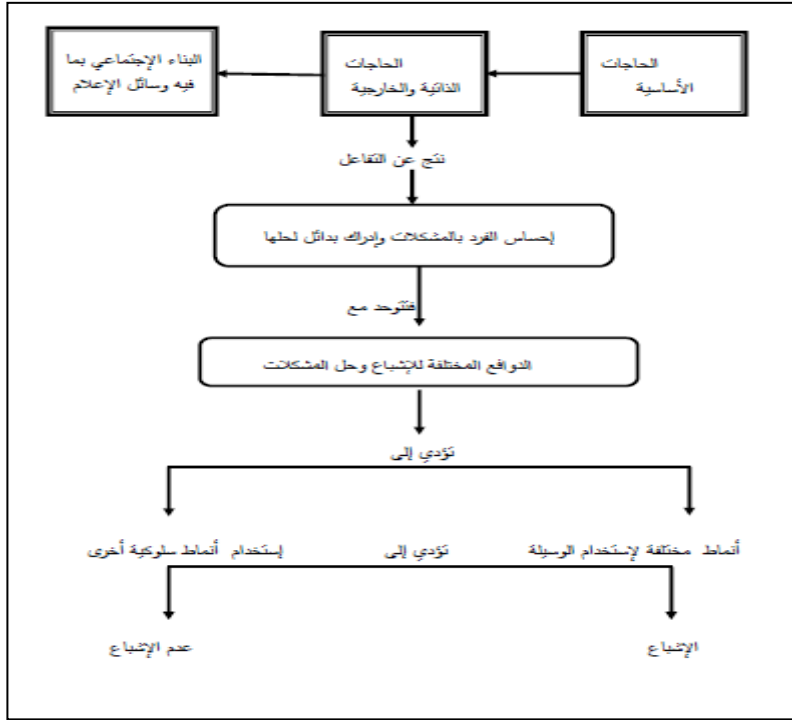 الحاجات
الأساسية
الحاجات
الذاتية والخارجية
البناء الإجتماعي بما
فيه وسائل الإعلام
نتج عن التفاعل
إحساس الفرد بالمشكلات وإدراك بدائل لحلها
فتتوحد مع
الدوافع المختلفة للإشباع وحل المشكلات
تؤدي إلى
أنماط مختلفة لإستخدام الوسيلة
تؤدي إلى
إستخدام أنماط سلوكية أخرى
الإشباع
عدم الإشباع